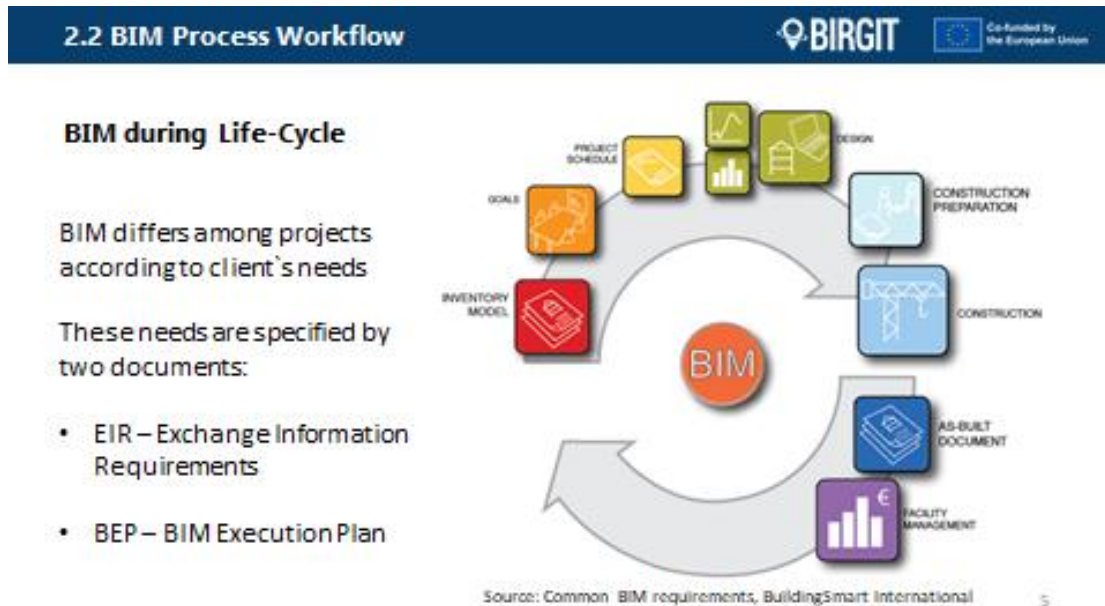 2.2 BIM Process Workflow
BIRGIT
Co-funded by
the European Union
BIM during Life-Cycle
BIM differs among projects
according to client`s needs
These needs are specified by
two documents:
• EIR – Exchange Information
Requirements
• BEP – BIM Execution Plan
INVENTORY
MODEL
GOALS
PROJECT
SCHEDULE
DESIGN
CONSTRUCTION
PREPARATION
CONSTRUCTION
BIM
AS-BUILT
DOCUMENT
€
FACILITY
MANAGEMENT
Source: Common BIM requirements, BuildingSmart International
5